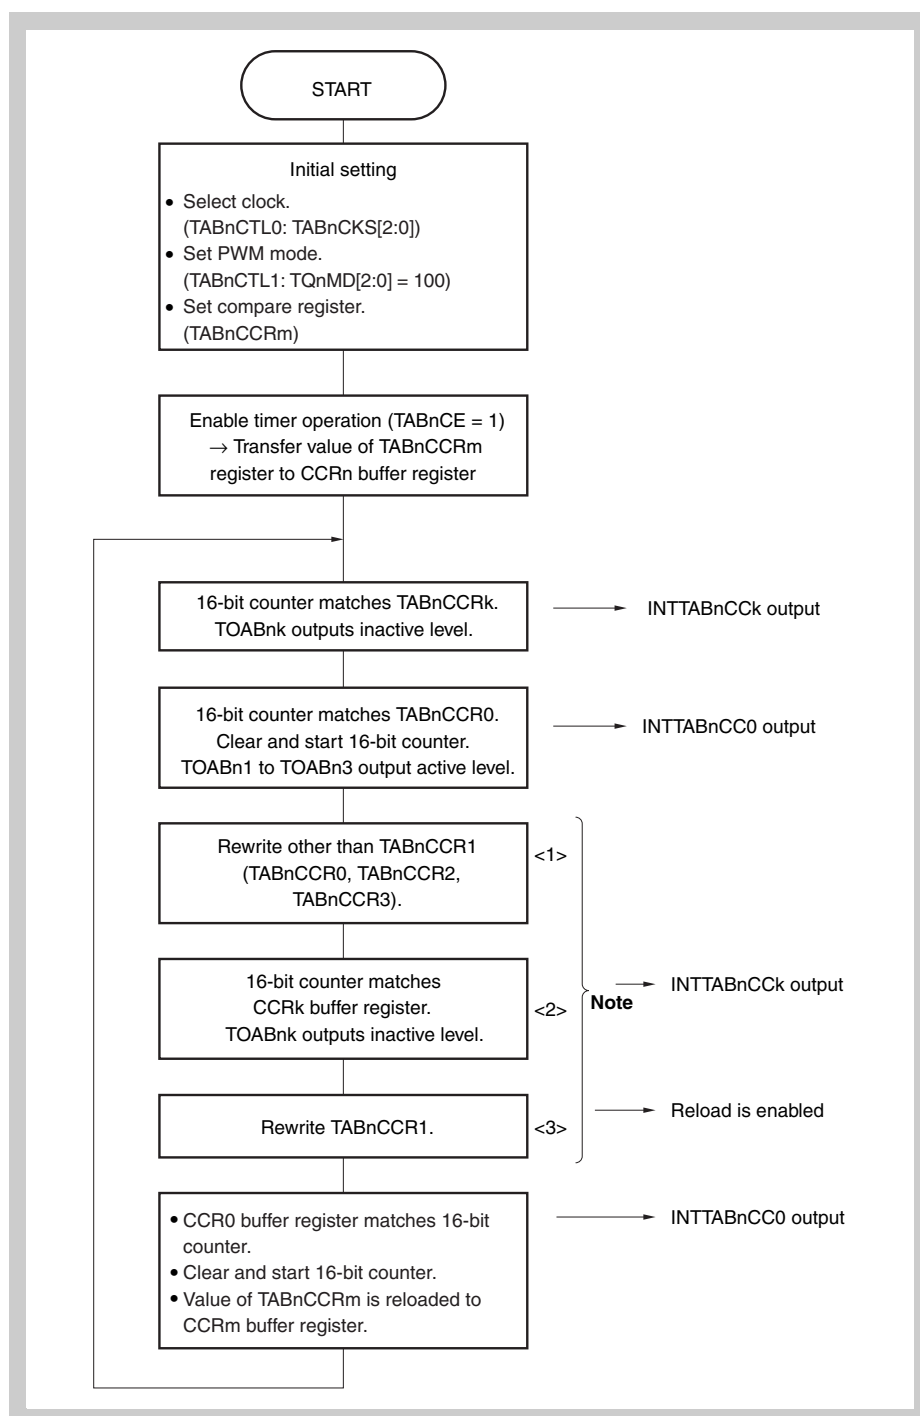 START
Initial setting
• Select clock.
(TABnCTL0: TABnCKS[2:0])
• Set PWM mode.
(TABnCTL1: TQnMD[2:0] = 100)
• Set compare register.
(TABnCCRm)
Enable timer operation (TABnCE = 1)
→ Transfer value of TABnCCRm
register to CCRn buffer register
16-bit counter matches TABnCCRk.
TOABnk outputs inactive level.
INTTABnCCk output
16-bit counter matches TABnCCR0.
Clear and start 16-bit counter.
TOABn1 to TOABn3 output active level.
INTTABnCC0 output
Rewrite other than TABnCCR1
(TABnCCR0, TABnCCR2,
TABnCCR3).
<1>
16-bit counter matches
CCRk buffer register.
TOABnk outputs inactive level.
<2>
Note
INTTABnCCk output
Rewrite TABnCCR1.
<3>
Reload is enabled
• CCR0 buffer register matches 16-bit
counter.
• Clear and start 16-bit counter.
• Value of TABnCCRm is reloaded to
CCRm buffer register.
INTTABnCC0 output